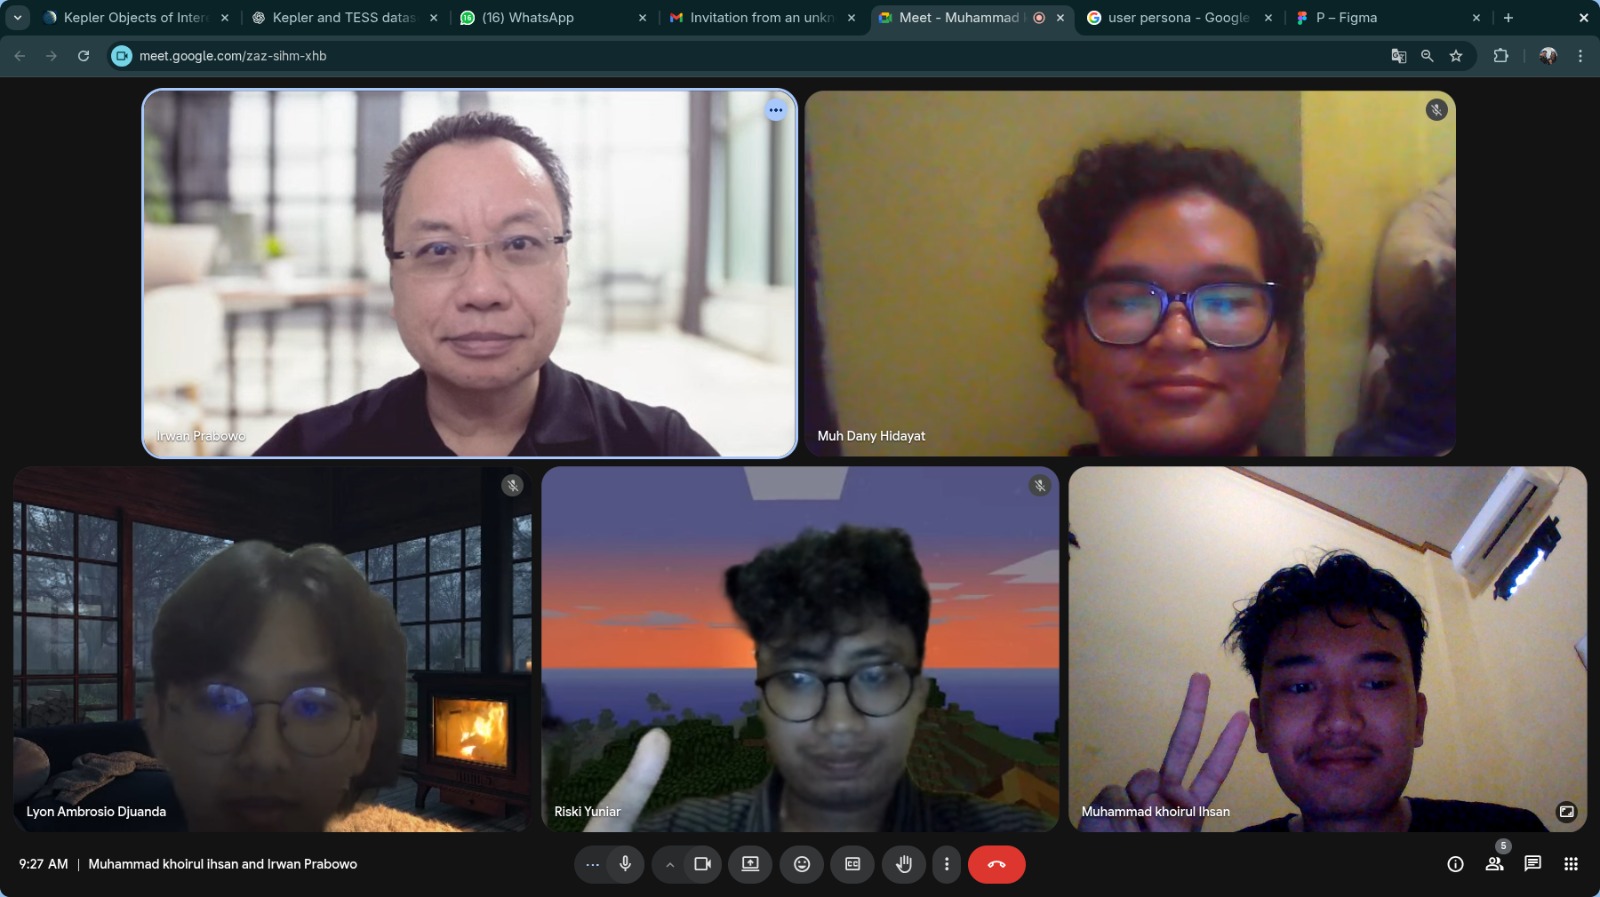 Kepler Objects of Inter
Kepler and TESS datas
(16) WhatsApp
Invitation from an unkn
Meet - Muhammad k
user persona - Google
P – Figma
meet.google.com/zaz-sihm-xhb
Irwan Prabowo
Muh Dany Hidayat
Lyon Ambrosio Djuanda
Riski Yuniar
Muhammad khoirul Ihsan
9:27 AM | Muhammad khoirul ihsan and Irwan Prabowo
5